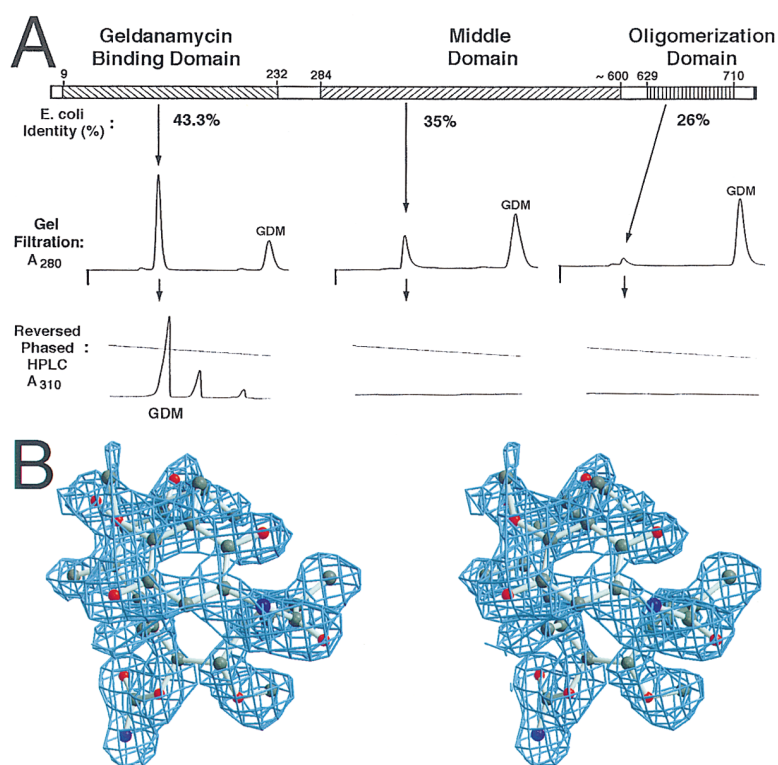 A
Geldanamycin
Binding Domain
Middle
Domain
Oligomerization
Domain
9
232
284
~ 600
629
710
E. coli
Identity (%) :
43.3%
35%
26%
Gel
Filtration:
A280
GDM
GDM
GDM
Reversed
Phased :
HPLC
A310
GDM
B